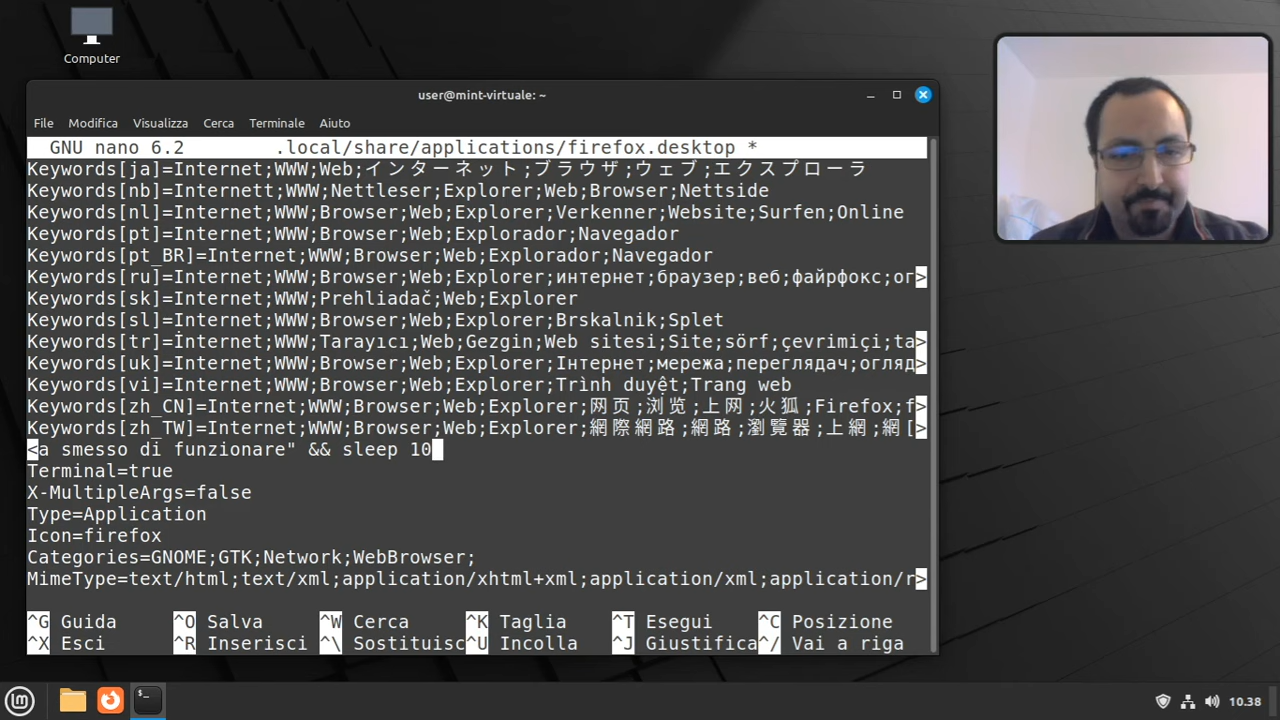 Computer
user@mint-virtuale: ~
File Modifica Visualizza Cerca Terminale Aiuto
GNU nano 6.2 .local/share/applications/firefox.desktop *
Keywords[ja]=Internet;WWW;Web;インターネット;ブラウザ;ウェブ;エクスプローラ
Keywords[nb]=Internett;WWW;Nettleser;Explorer;Web;Browser;Nettside
Keywords[nl]=Internet;WWW;Browser;Web;Explorer;Verkenner;Website;Surfen;Online
Keywords[pt]=Internet;WWW;Browser;Web;Explorador;Navegador
Keywords[pt_BR]=Internet;WWW;Browser;Web;Explorador;Navegador
Keywords[ru]=Internet;WWW;Browser;Web;Explorer;интернет;браузер;веб;файрфокс;ог>
Keywords[sk]=Internet;WWW;Prehliadač;Web;Explorer
Keywords[sl]=Internet;WWW;Browser;Web;Explorer;Brskalnik;Splet
Keywords[tr]=İnternet;WWW;Tarayıcı;Web;Gezgin;Web sitesi;Site;sörf;çevrimiçi;ta>
Keywords[uk]=Internet;WWW;Browser;Web;Explorer;Інтернет;мережа;переглядач;огляд>
Keywords[vi]=Internet;WWW;Browser;Web;Explorer;Trình duyệt;Trang web
Keywords[zh_CN]=Internet;WWW;Browser;Web;Explorer;网页;浏览;上网;火狐;Firefox;f>
Keywords[zh_TW]=Internet;WWW;Browser;Web;Explorer;網際網路;網路;瀏覽器;上網;網[>
<a smesso di funzionare" && sleep 10
Terminal=true
X-MultipleArgs=false
Type=Application
Icon=firefox
Categories=GNOME;GTK;Network;WebBrowser;
MimeType=text/html;text/xml;application/xhtml+xml;application/xml;application/r>
^G Guida ^O Salva ^W Cerca ^K Taglia ^T Esegui ^C Posizione
^X Esci ^R Inserisci ^\ Sostituisc ^U Incolla ^J Giustifica ^/ Vai a riga
10.38